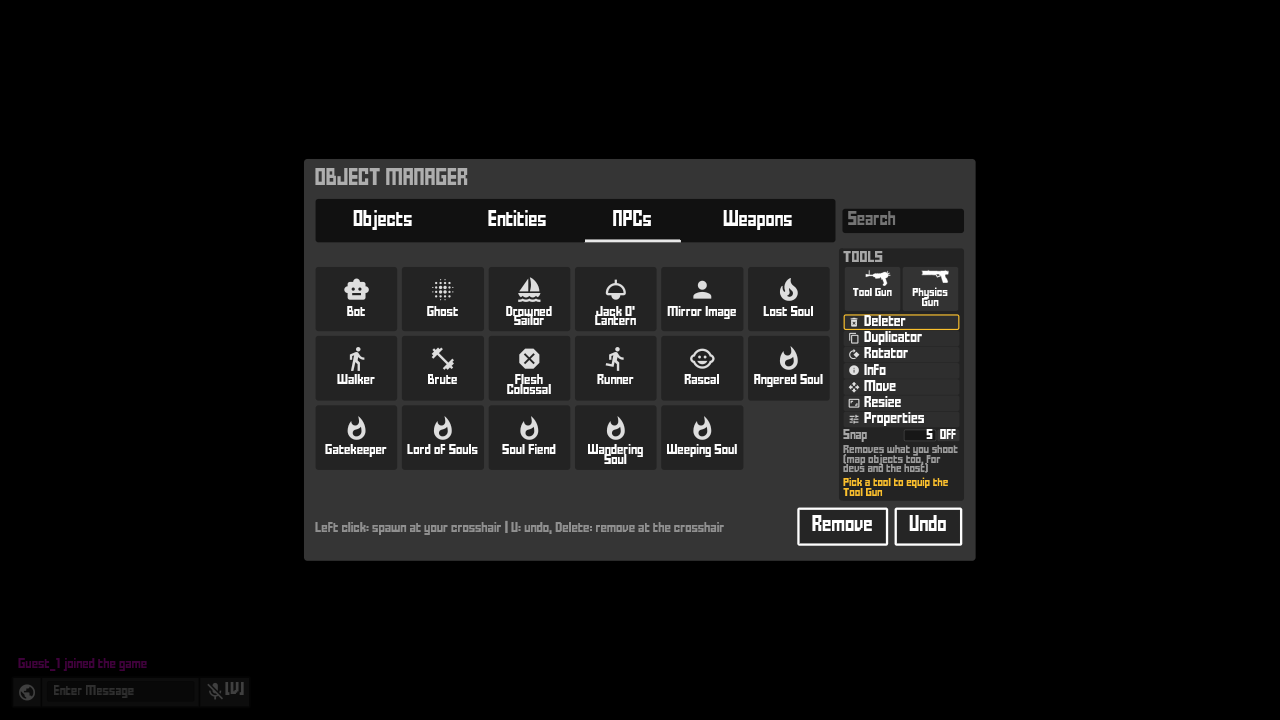 OBJECT MANAGER
Objects
Entities
NPCs
Weapons
Search
TOOLS
Tool Gun
Physics
Gun
Bot
Ghost
Drowned
Sailor
Jack O'
Lantern
Mirror Image
Lost Soul
Walker
Brute
Flesh
Colossal
Runner
Rascal
Angered Soul
Gatekeeper
Lord of Souls
Soul Fiend
Wandering
Soul
Weeping Soul
Deleter
Duplicator
Rotator
Info
Move
Resize
Properties
Snap 5 OFF
Removes what you shoot
(map objects too, for
devs and the host)
Pick a tool to equip the
Tool Gun
Left click: spawn at your crosshair | U: undo, Delete: remove at the crosshair
Remove
Undo
Guest_1 joined the game
Enter Message
[V]